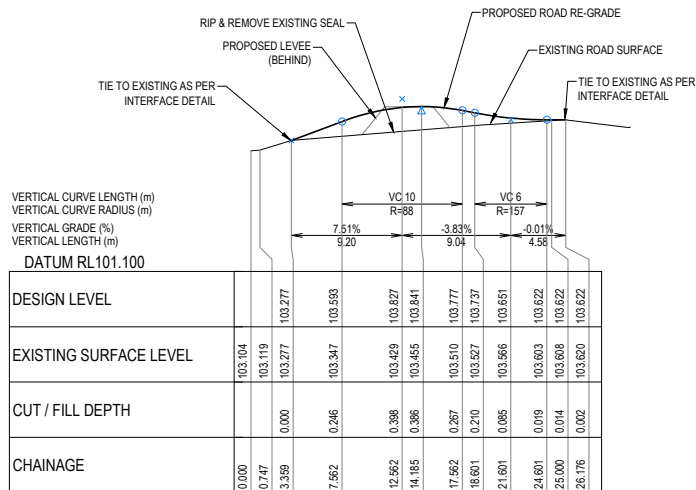 PROPOSED ROAD RE-GRADE
RIP & REMOVE EXISTING SEAL
PROPOSED LEVEE
(BEHIND)
EXISTING ROAD SURFACE
TIE TO EXISTING AS PER
INTERFACE DETAIL
TIE TO EXISTING AS PER
INTERFACE DETAIL
VERTICAL CURVE LENGTH (m) VC 10 VC 6
VERTICAL CURVE RADIUS (m) R=88 R=157
VERTICAL GRADE (%) 7.51% -3.83% -0.01%
VERTICAL LENGTH (m) 9.20 9.04 4.58
DATUM RL101.100
DESIGN LEVEL 103.277 103.593 103.827 103.841 103.777 103.737 103.651 103.622 103.622 103.622
EXISTING SURFACE LEVEL 103.104 103.119 103.277 103.347 103.429 103.455 103.510 103.527 103.566 103.603 103.608 103.620
CUT / FILL DEPTH 0.000 0.246 0.398 0.386 0.267 0.210 0.085 0.019 0.014 0.002
CHAINAGE 0.000 0.747 3.359 7.562 12.562 14.185 17.562 18.601 21.601 24.601 25.000 26.176